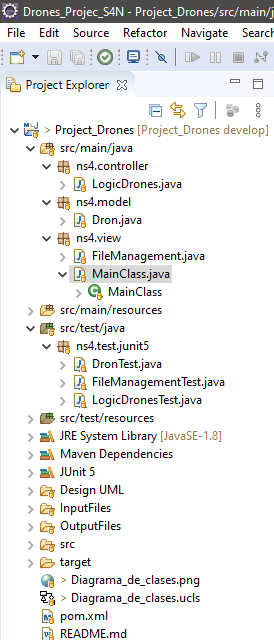 Drones_Projec_S4N - Project_Drones/src/main/j
File Edit Source Refactor Navigate Search
Project Explorer
> Project_Drones [Project_Drones develop]
src/main/java
ns4.controller
LogicDrones.java
ns4.model
Dron.java
ns4.view
FileManagement.java
MainClass.java
MainClass
src/main/resources
src/test/java
ns4.test.junit5
DronTest.java
FileManagementTest.java
LogicDronesTest.java
src/test/resources
JRE System Library [JavaSE-1.8]
Maven Dependencies
JUnit 5
Design UML
InputFiles
OutputFiles
src
target
> Diagrama_de_clases.png
> Diagrama_de_clases.ucls
pom.xml
README.md